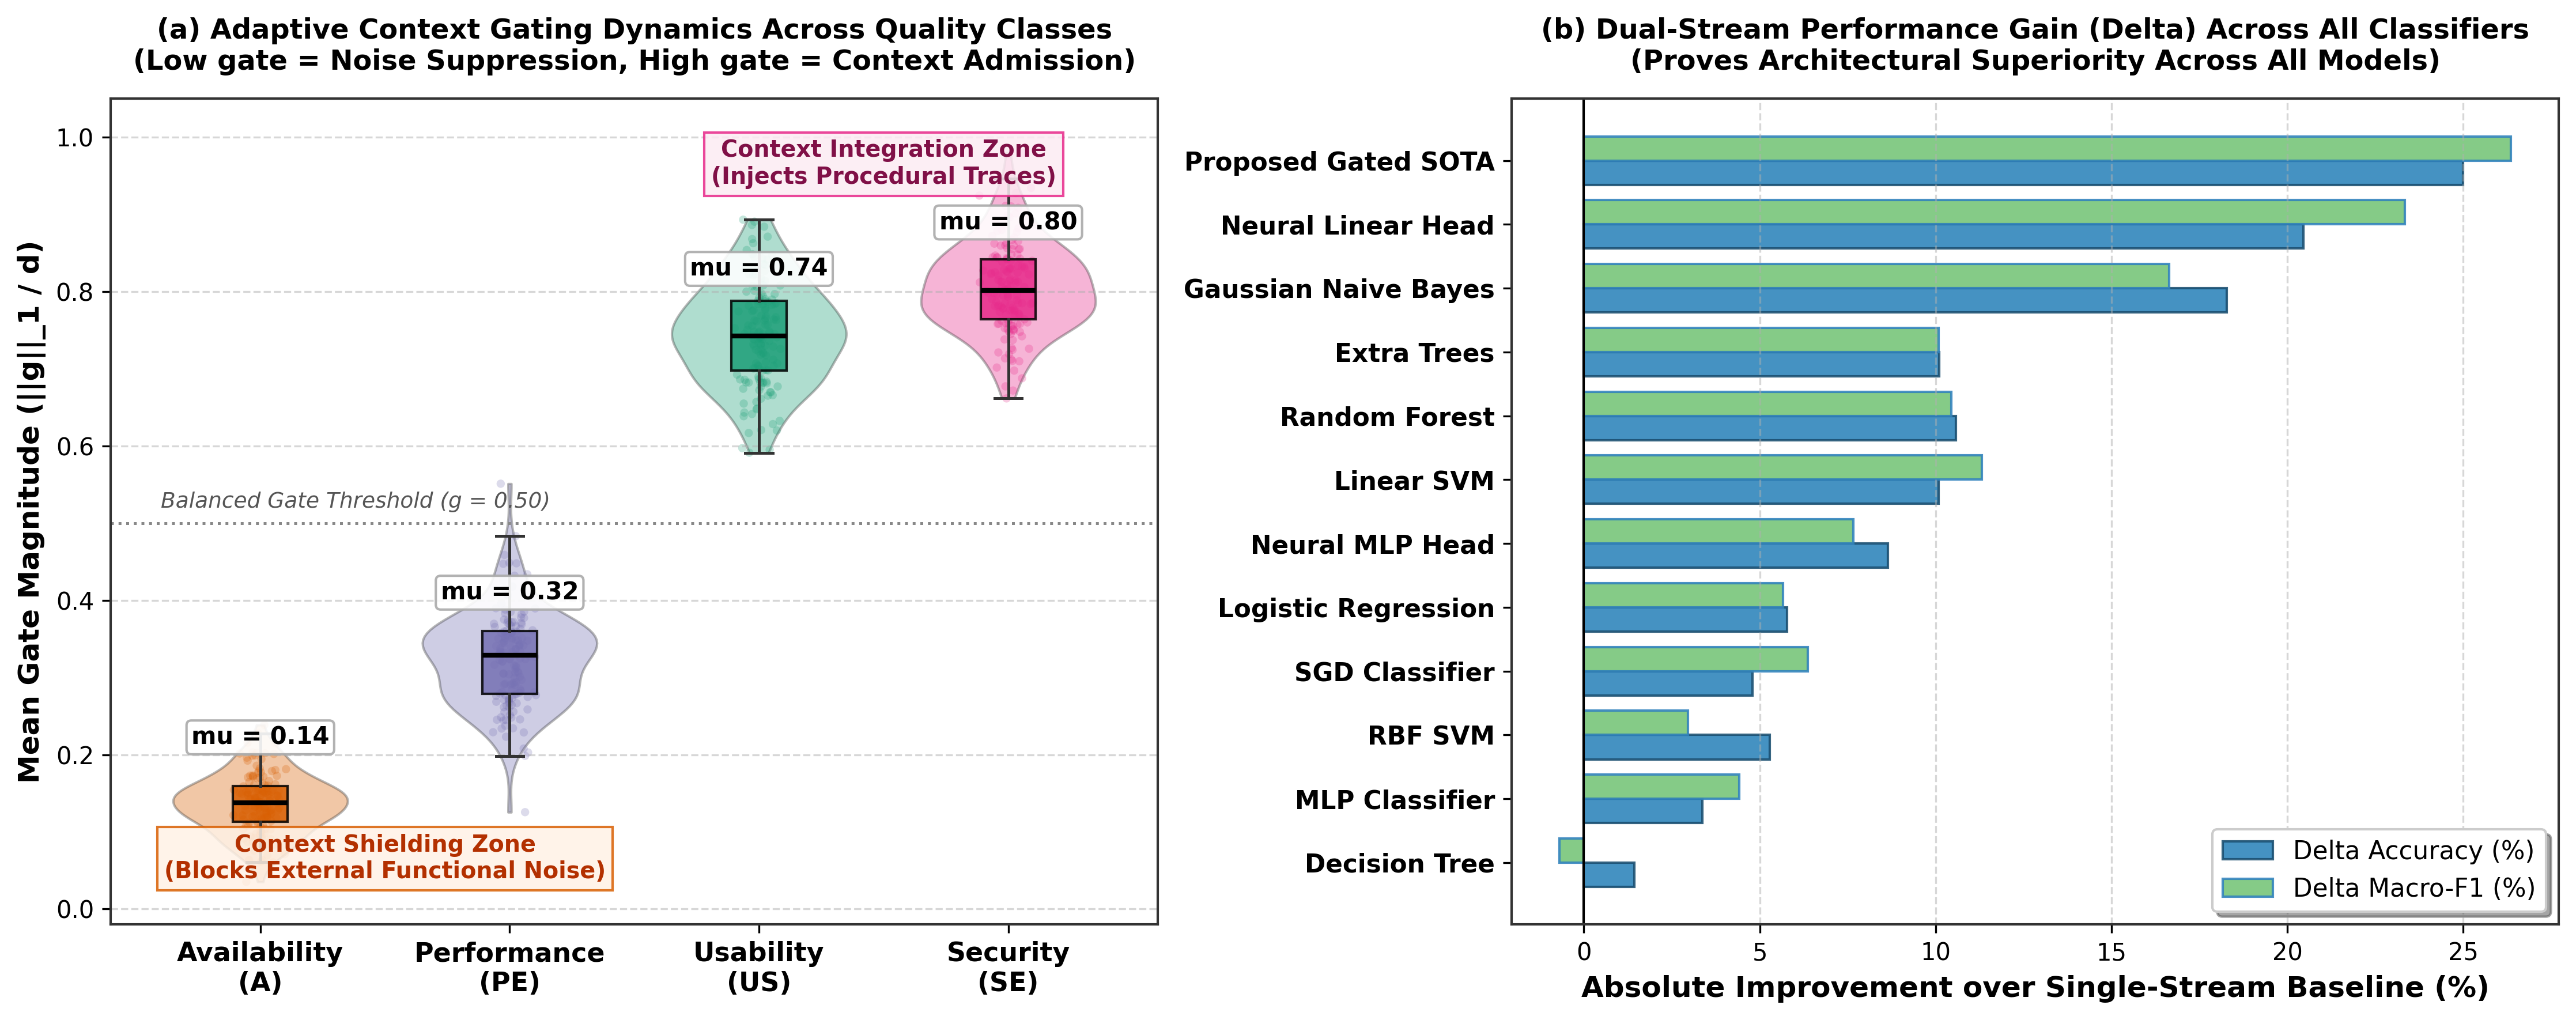 (a) Adaptive Context Gating Dynamics Across Quality Classes
(Low gate = Noise Suppression, High gate = Context Admission)
Mean Gate Magnitude (||g||_1 / d)
1.0
0.8
0.6
0.4
0.2
0.0
Context Integration Zone
(Injects Procedural Traces)
mu = 0.80
mu = 0.74
Balanced Gate Threshold (g = 0.50)
mu = 0.32
mu = 0.14
Context Shielding Zone
(Blocks External Functional Noise)
Availability
(A)
Performance
(PE)
Usability
(US)
Security
(SE)
(b) Dual-Stream Performance Gain (Delta) Across All Classifiers
(Proves Architectural Superiority Across All Models)
Proposed Gated SOTA
Neural Linear Head
Gaussian Naive Bayes
Extra Trees
Random Forest
Linear SVM
Neural MLP Head
Logistic Regression
SGD Classifier
RBF SVM
MLP Classifier
Decision Tree
Delta Accuracy (%)
Delta Macro-F1 (%)
0
5
10
15
20
25
Absolute Improvement over Single-Stream Baseline (%)